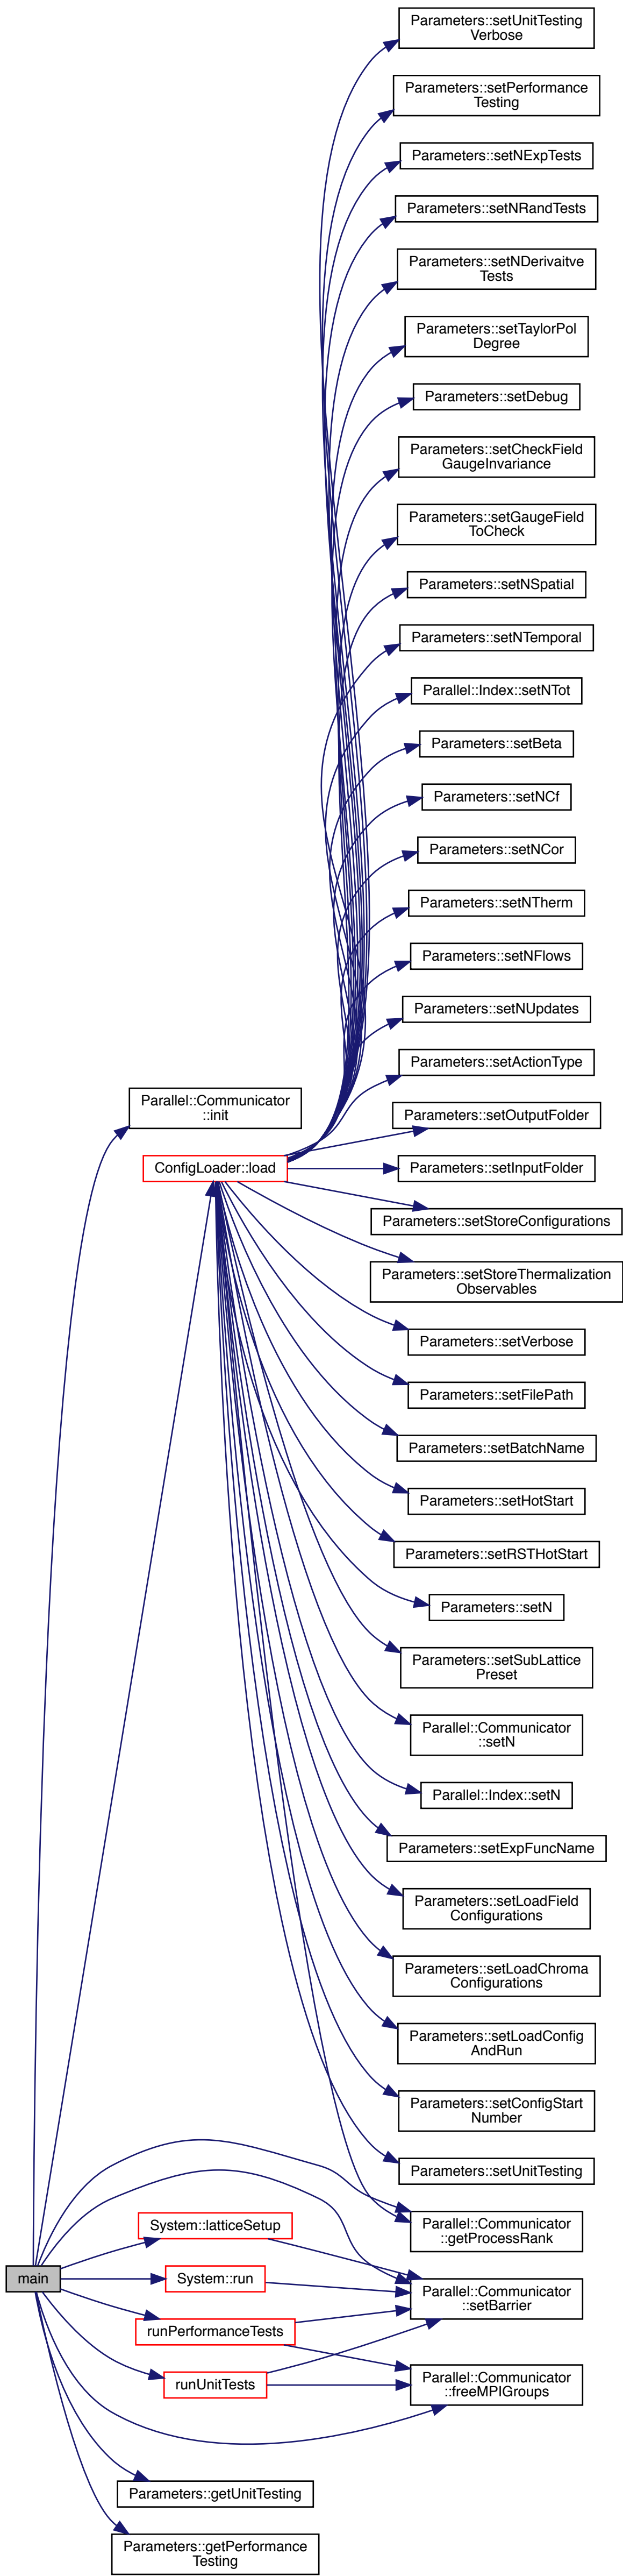 Parameters::setUnitTesting
Verbose
Parameters::setPerformance
Testing
Parameters::setNExpTests
Parameters::setNRandTests
Parameters::setNDerivaitve
Tests
Parameters::setTaylorPol
Degree
Parameters::setDebug
Parameters::setCheckField
GaugeInvariance
Parameters::setGaugeField
ToCheck
Parameters::setNSpatial
Parameters::setNTemporal
Parallel::Index::setNTot
Parameters::setBeta
Parameters::setNCf
Parameters::setNCor
Parameters::setNTherm
Parameters::setNFlows
Parameters::setNUpdates
Parameters::setActionType
Parallel::Communicator
::init
Parameters::setOutputFolder
ConfigLoader::load
Parameters::setInputFolder
Parameters::setStoreConfigurations
Parameters::setStoreThermalization
Observables
Parameters::setVerbose
Parameters::setFilePath
Parameters::setBatchName
Parameters::setHotStart
Parameters::setRSTHotStart
Parameters::setN
Parameters::setSubLattice
Preset
Parallel::Communicator
::setN
Parallel::Index::setN
Parameters::setExpFuncName
Parameters::setLoadField
Configurations
Parameters::setLoadChroma
Configurations
Parameters::setLoadConfig
AndRun
Parameters::setConfigStart
Number
Parameters::setUnitTesting
System::latticeSetup
Parallel::Communicator
::getProcessRank
main
System::run
Parallel::Communicator
::setBarrier
runPerformanceTests
runUnitTests
Parallel::Communicator
::freeMPIGroups
Parameters::getUnitTesting
Parameters::getPerformance
Testing